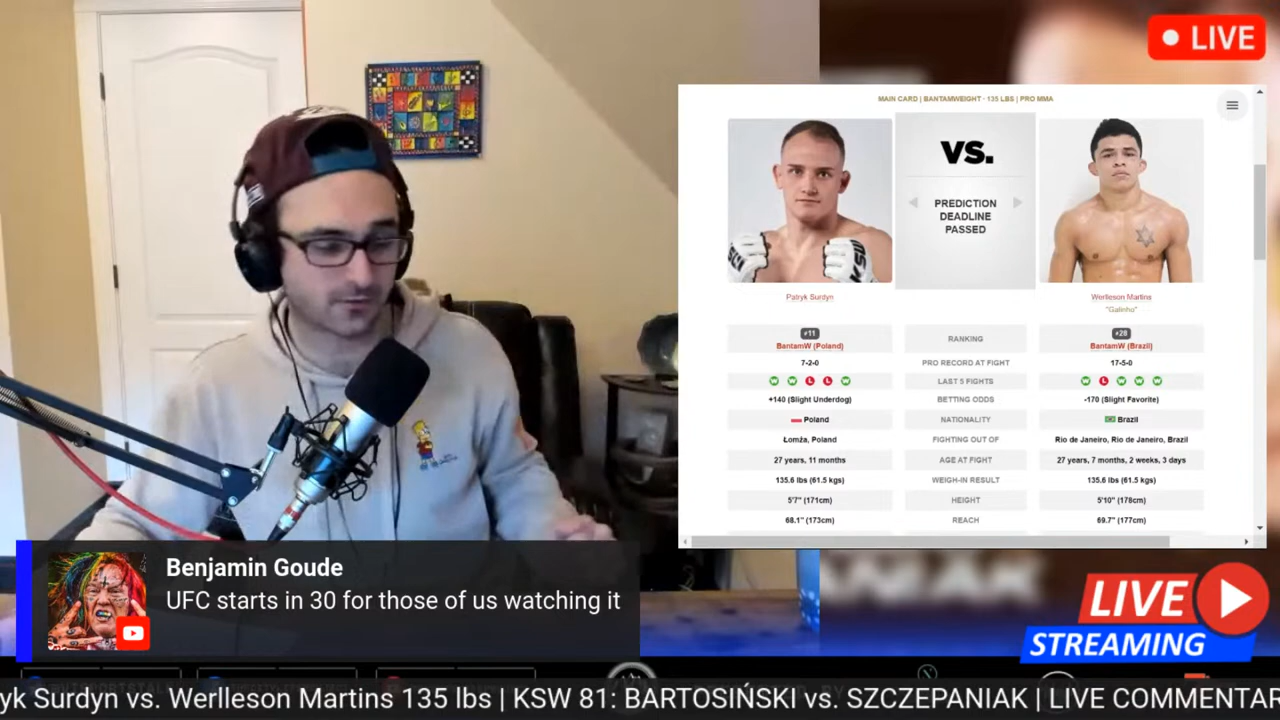 LIVE
MAIN CARD | BANTAMWEIGHT · 135 LBS | PRO MMA
VS.
PREDICTION
DEADLINE
PASSED
Patryk Surdyn
Werlleson Martins
"Galinho"
#11
RANKING
#28
BantamW (Poland)
BantamW (Brazil)
7-2-0
PRO RECORD AT FIGHT
17-5-0
W W L L W
LAST 5 FIGHTS
W L W W W
+140 (Slight Underdog)
BETTING ODDS
-170 (Slight Favorite)
Poland
NATIONALITY
Brazil
Łomża, Poland
FIGHTING OUT OF
Rio de Janeiro, Rio de Janeiro, Brazil
27 years, 11 months
AGE AT FIGHT
27 years, 7 months, 2 weeks, 3 days
135.6 lbs (61.5 kgs)
WEIGH-IN RESULT
135.6 lbs (61.5 kgs)
5'7" (171cm)
HEIGHT
5'10" (178cm)
68.1" (173cm)
REACH
69.7" (177cm)
Benjamin Goude
UFC starts in 30 for those of us watching it
LIVE
STREAMING
yk Surdyn vs. Werlleson Martins 135 lbs | KSW 81: BARTOSIŃSKI vs. SZCZEPANIAK | LIVE COMMENTAR